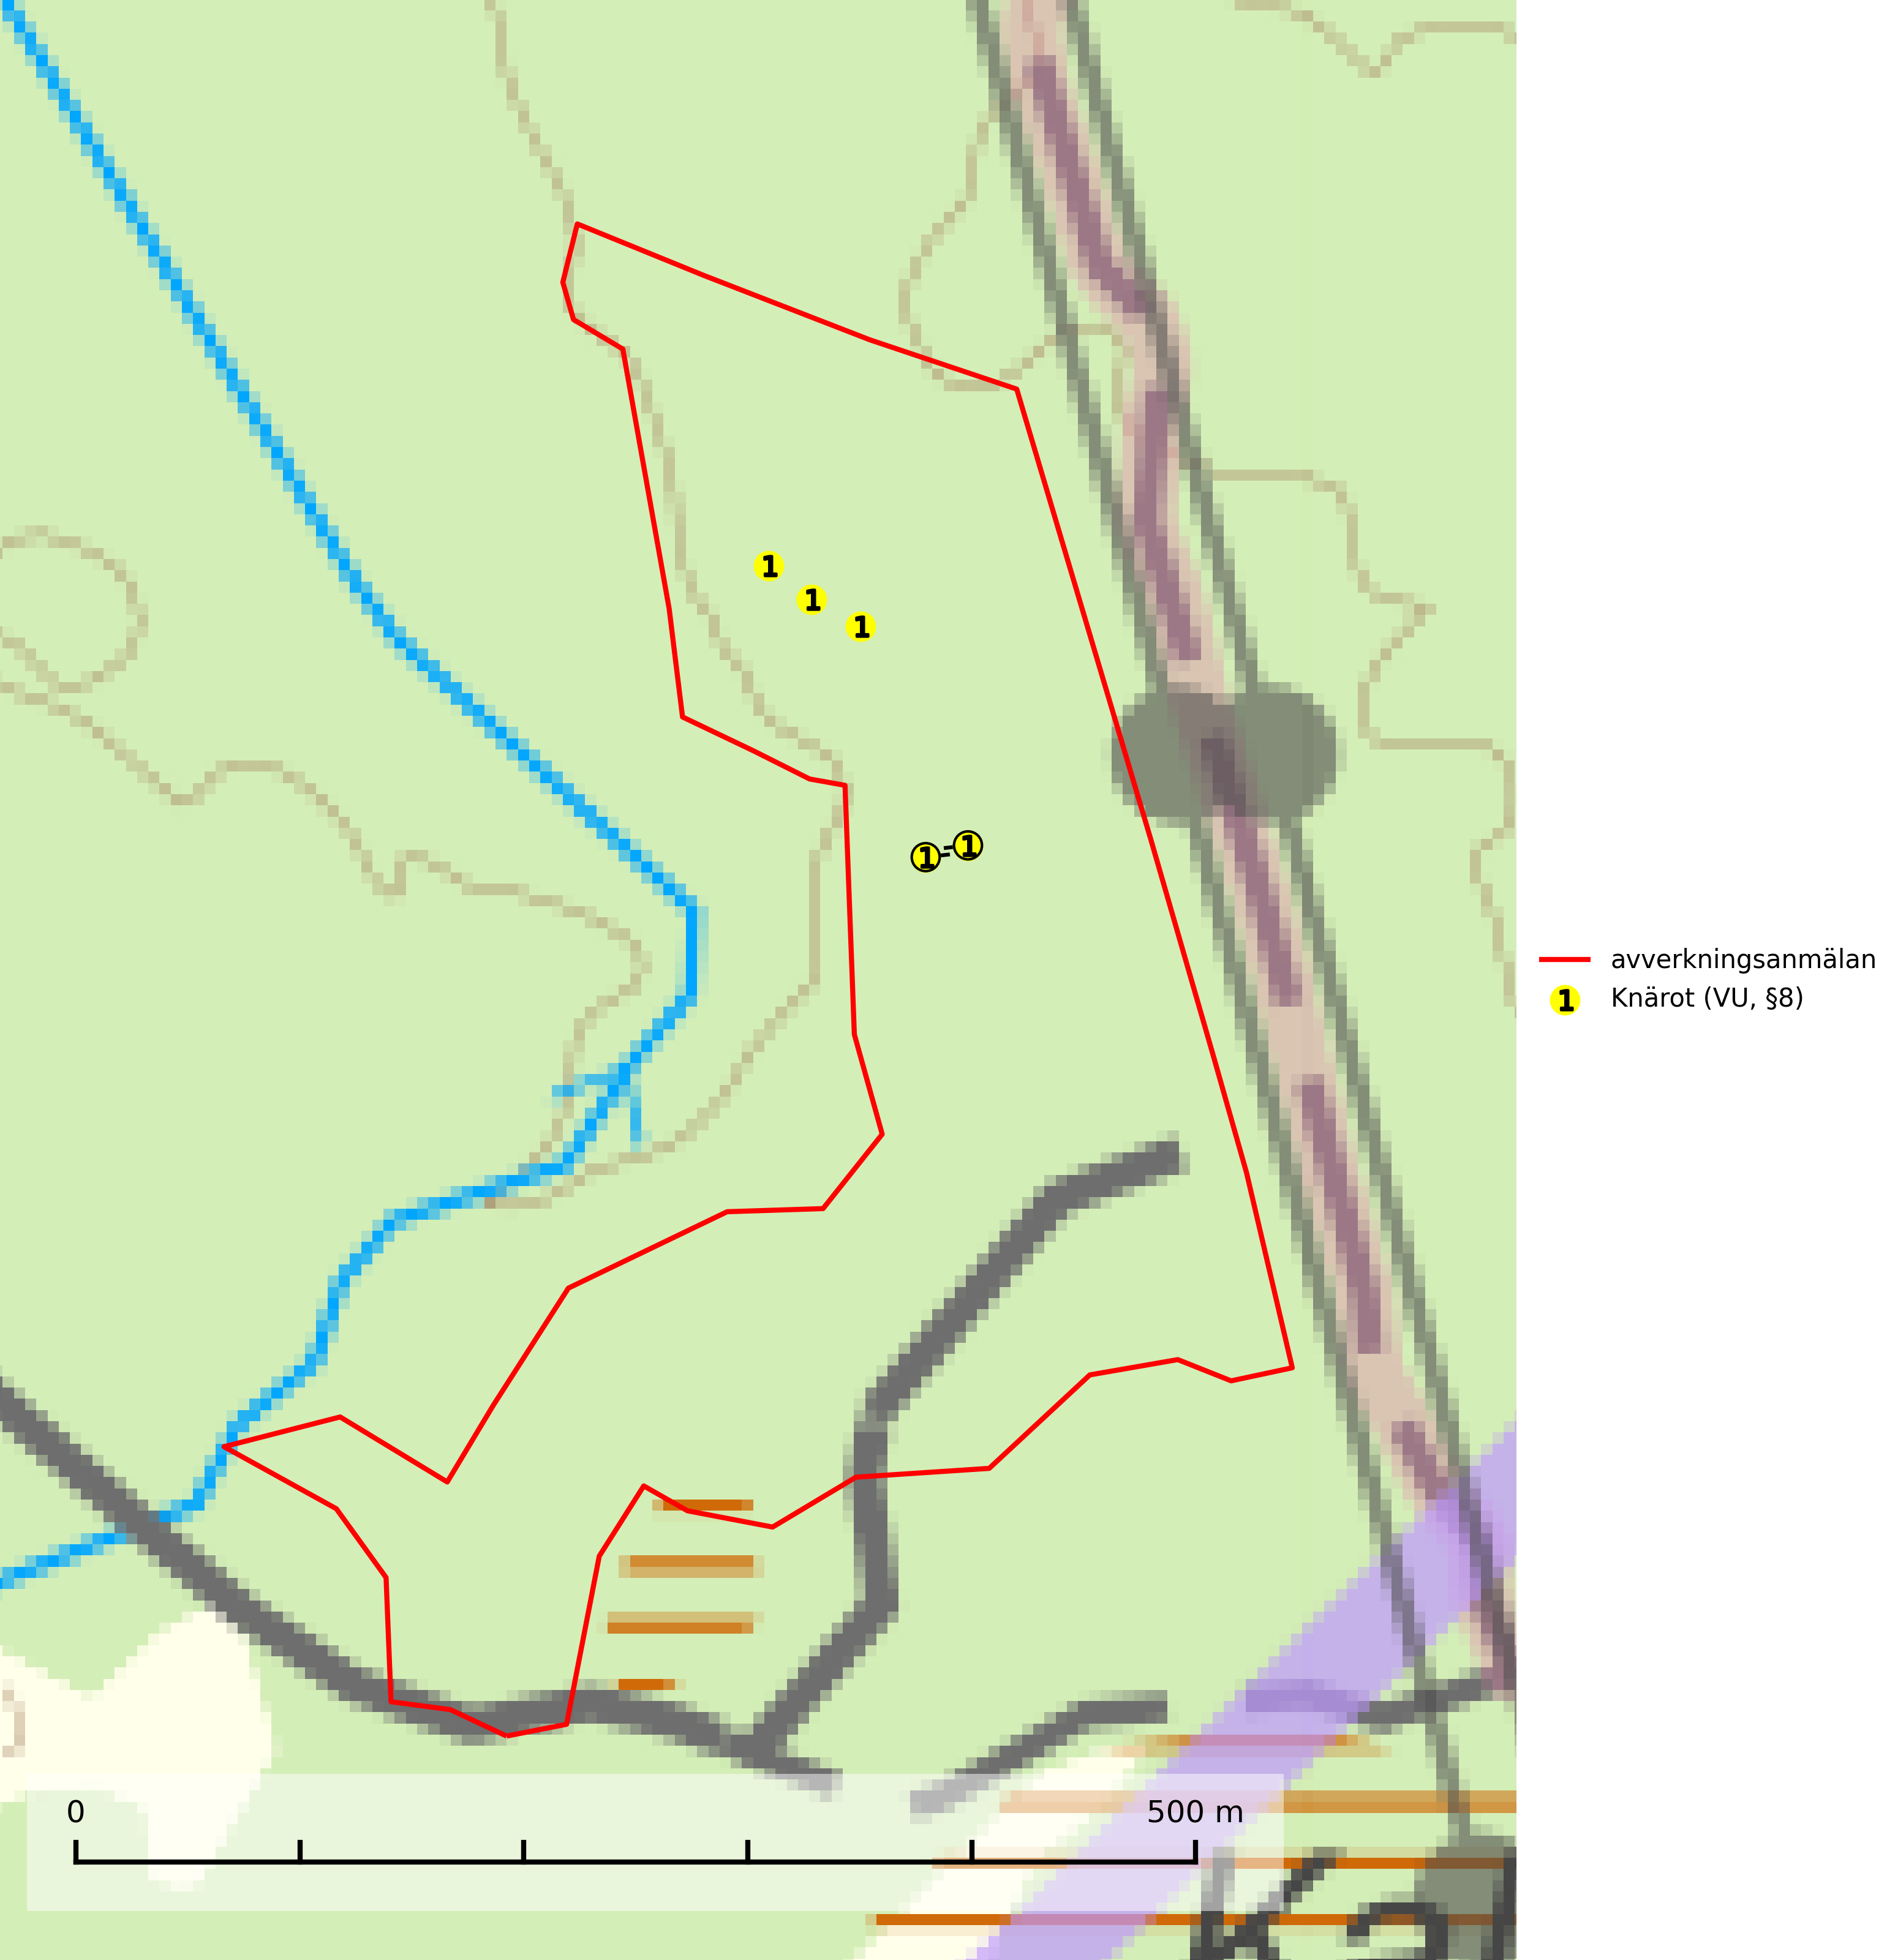 1
1
1
1 1
avverkningsanmälan
1 Knärot (VU, §8)
0 500 m